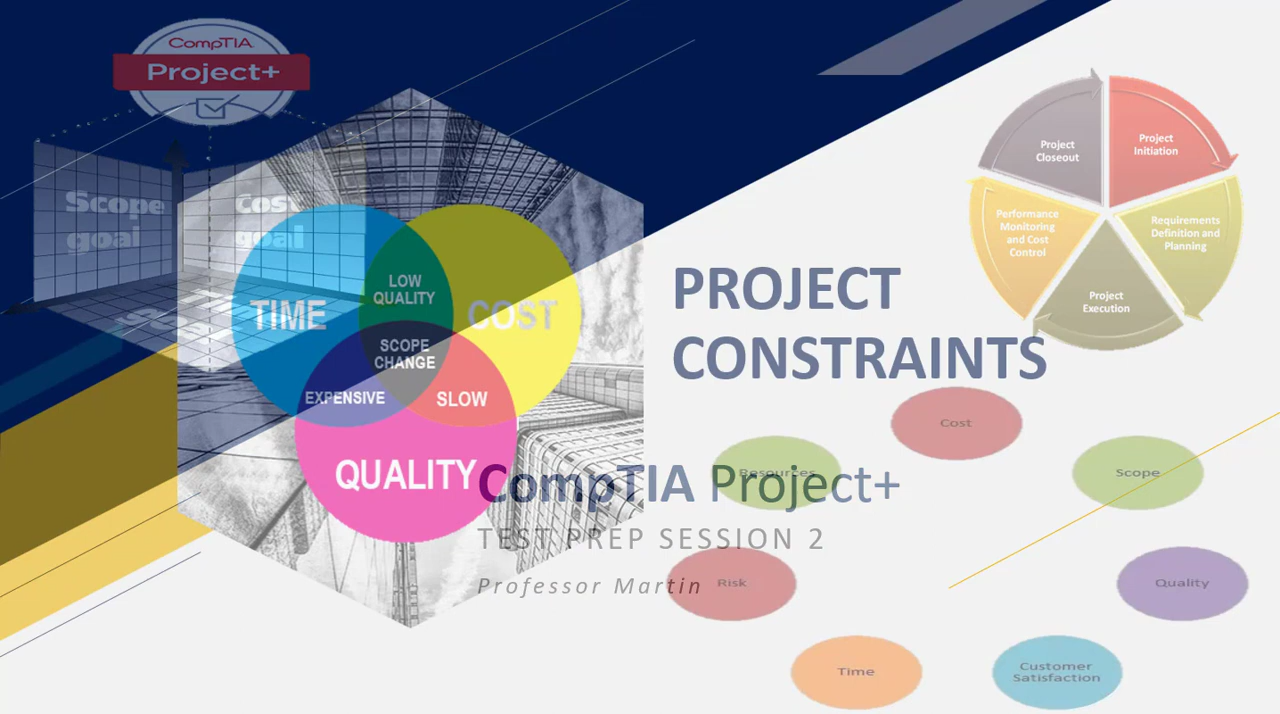 CompTIA
Project+
Scope
goal
Cost
goal
TIME
LOW
QUALITY
COST
SCOPE
CHANGE
EXPENSIVE
SLOW
QUALITY
PROJECT
CONSTRAINTS
Project
Closeout
Project
Initiation
Performance
Monitoring
and Cost
Control
Requirements
Definition and
Planning
Project
Execution
CompTIA Project+
TEST PREP SESSION 2
Professor Martin
Cost
Resources
Scope
Risk
Quality
Time
Customer
Satisfaction